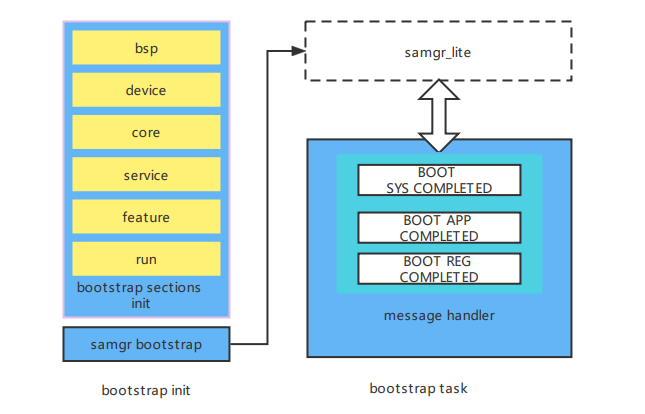 bsp
device
core
service
feature
run
bootstrap sections
init
samgr bootstrap
bootstrap init
samgr_lite
BOOT
SYS COMPLETED
BOOT APP
COMPLETED
BOOT REG
COMPLETED
message handler
bootstrap task